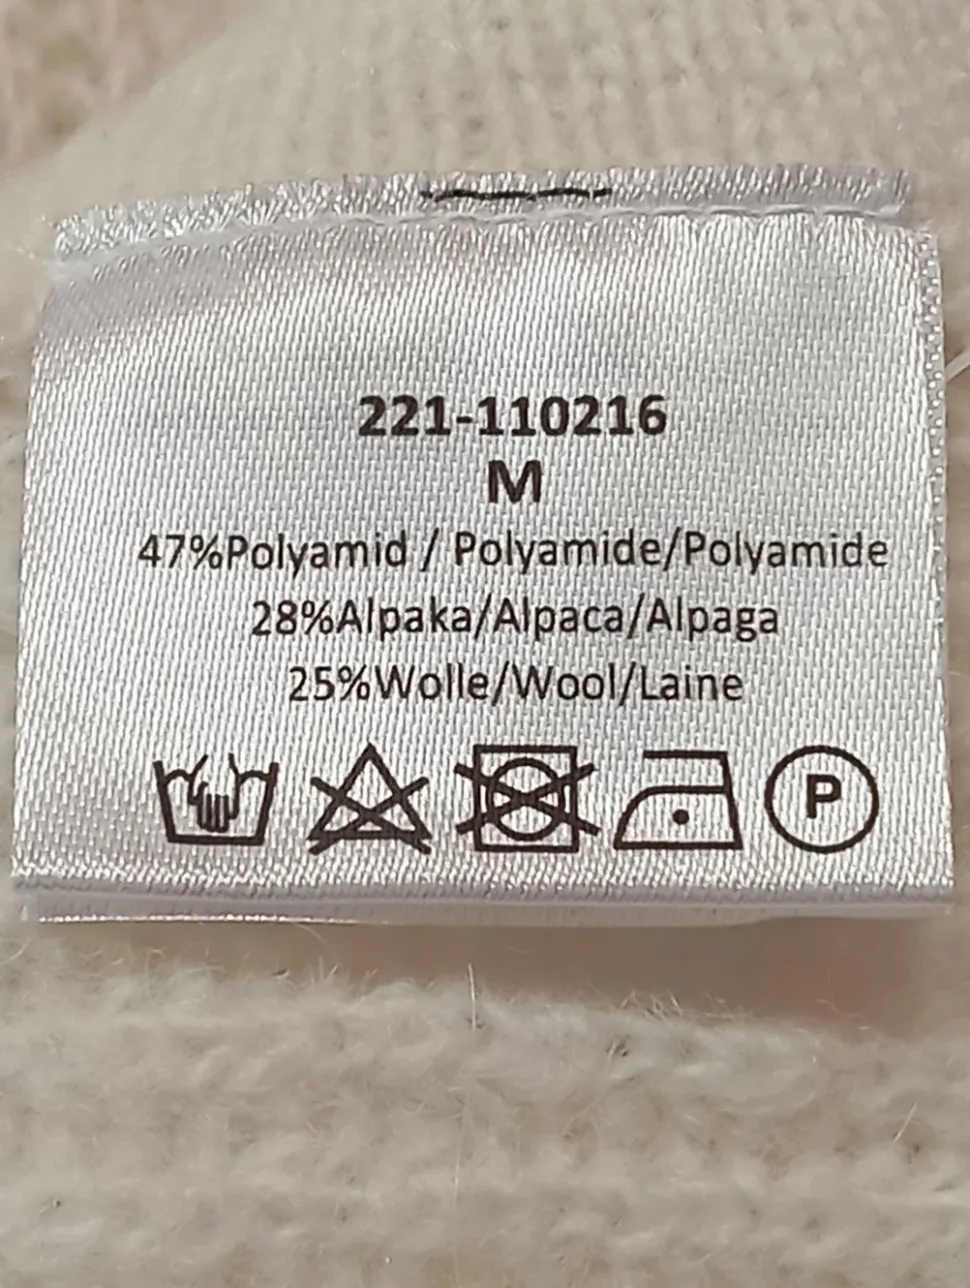 221-110216
M
47%Polyamid / Polyamide/Polyamide
28%Alpaka/Alpaca/Alpaga
25%Wolle/Wool/Laine
P